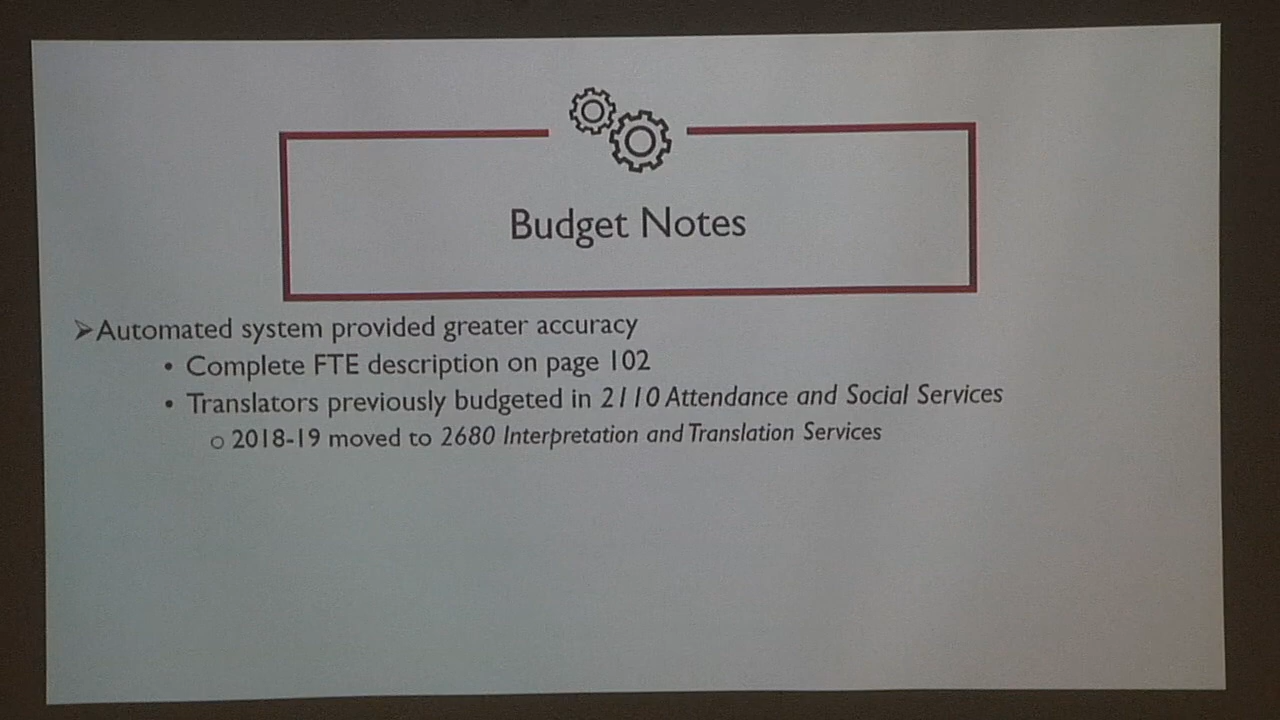 Budget Notes
➢Automated system provided greater accuracy
• Complete FTE description on page 102
• Translators previously budgeted in 2110 Attendance and Social Services
o 2018-19 moved to 2680 Interpretation and Translation Services